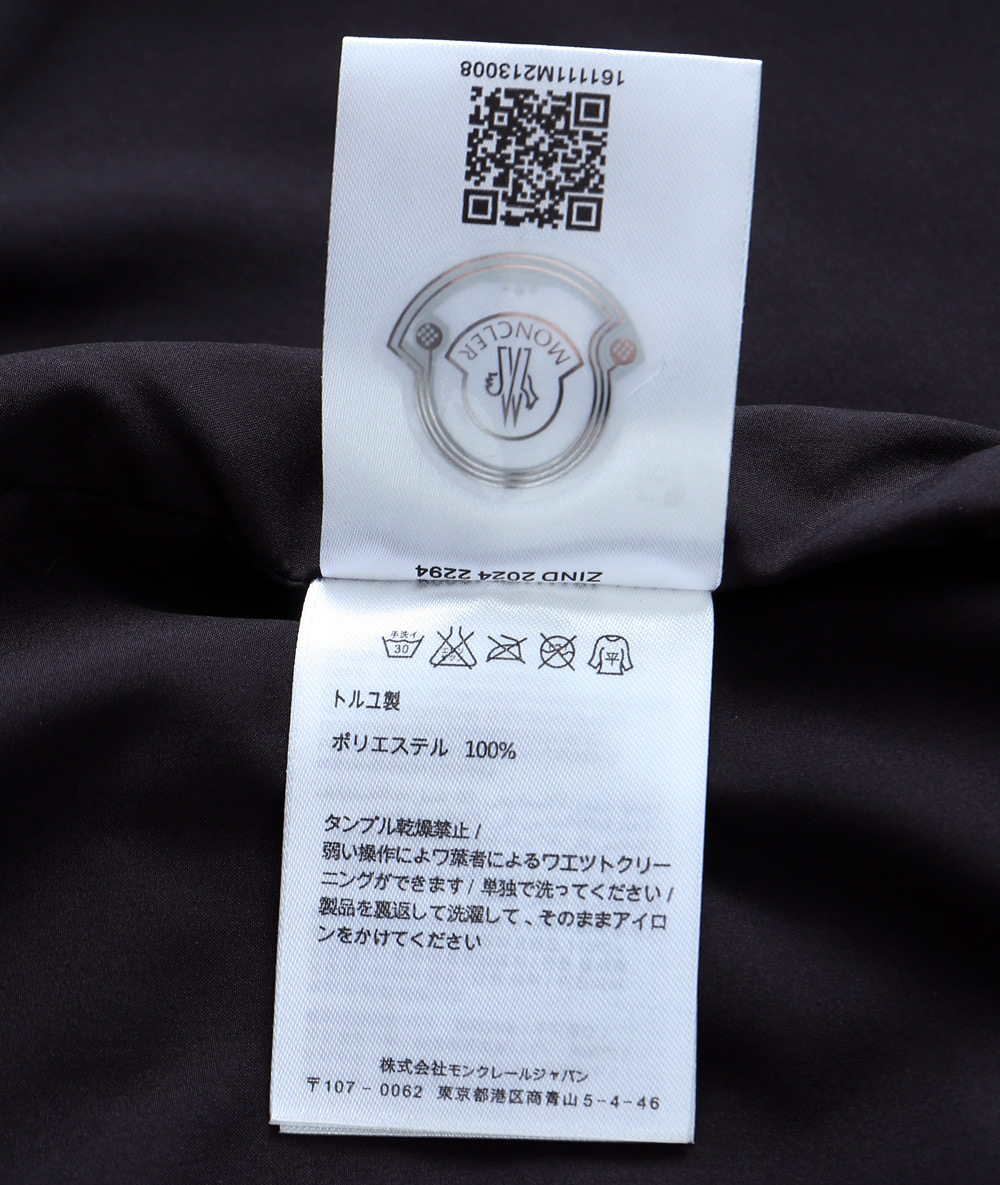 161111M213008
MONCLER
ZIND 2024 2294
手洗イ
30
平
トルユ製
ポリエステル 100%
タンプル乾燥禁止 /
弱い操作によワ葉者によるワエツトクリー
ニングができます / 単独で洗ってください /
製品を裏返して洗濯して、そのままアイロ
ンをかけてください
株式会社モンクレールジャパン
〒107 - 0062 東京都港区商青山5-4-46